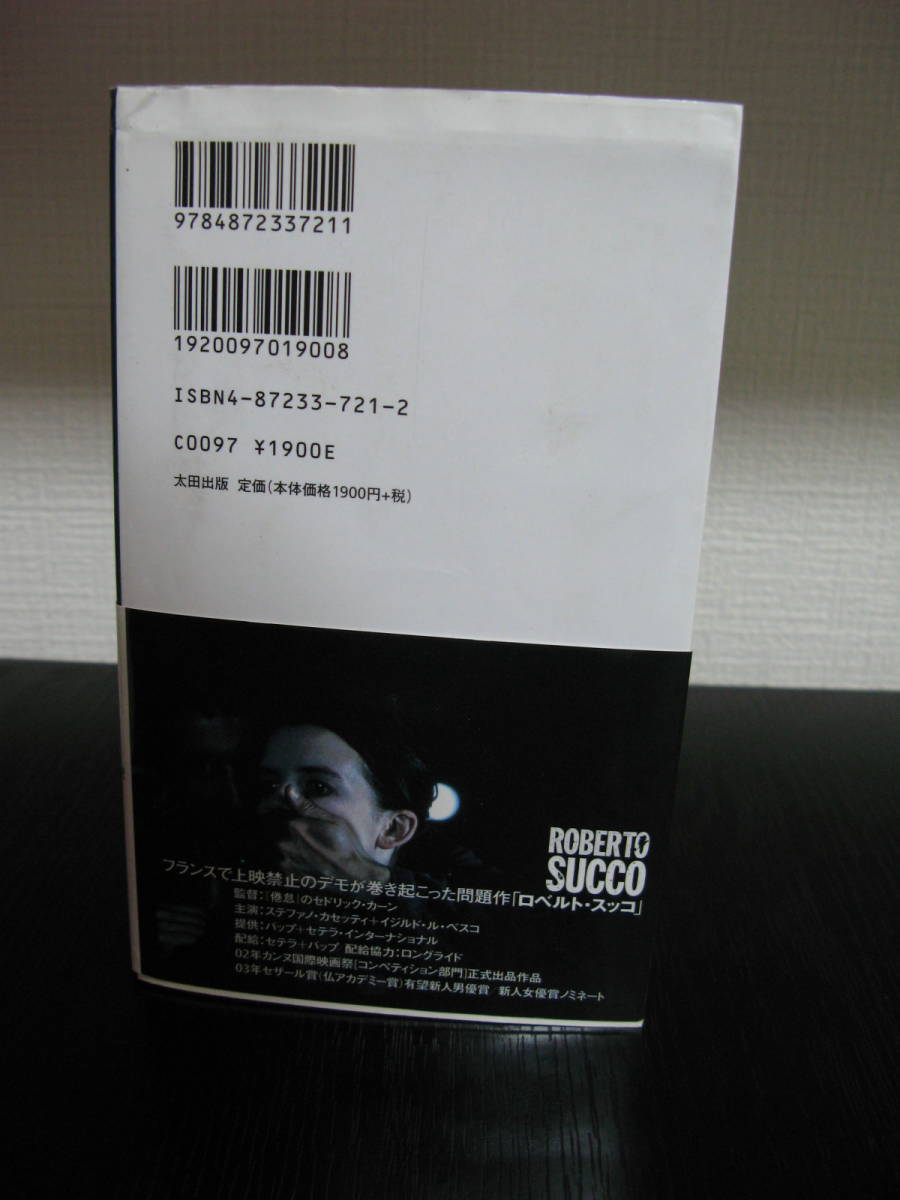 9784872337211
1920097019008
ISBN4-87233-721-2
C0097 ¥1900E
太田出版 定価(本体価格1900円+税)
ROBERTO
SUCCO
フランスで上映禁止のデモが巻き起こった問題作「ロベルト・スッコ」
監督:[倦怠]のセドリック・カーン
主演:ステファノ・カセッティ+イジルド・ル・ベスコ
提供:パップ+セテラ・インターナショナル
配給:セテラ+パップ 配給協力:ロングライド
02年カンヌ国際映画祭[コンペティション部門]正式出品作品
03年セザール賞(仏アカデミー賞)有望新人男優賞/新人女優賞ノミネート